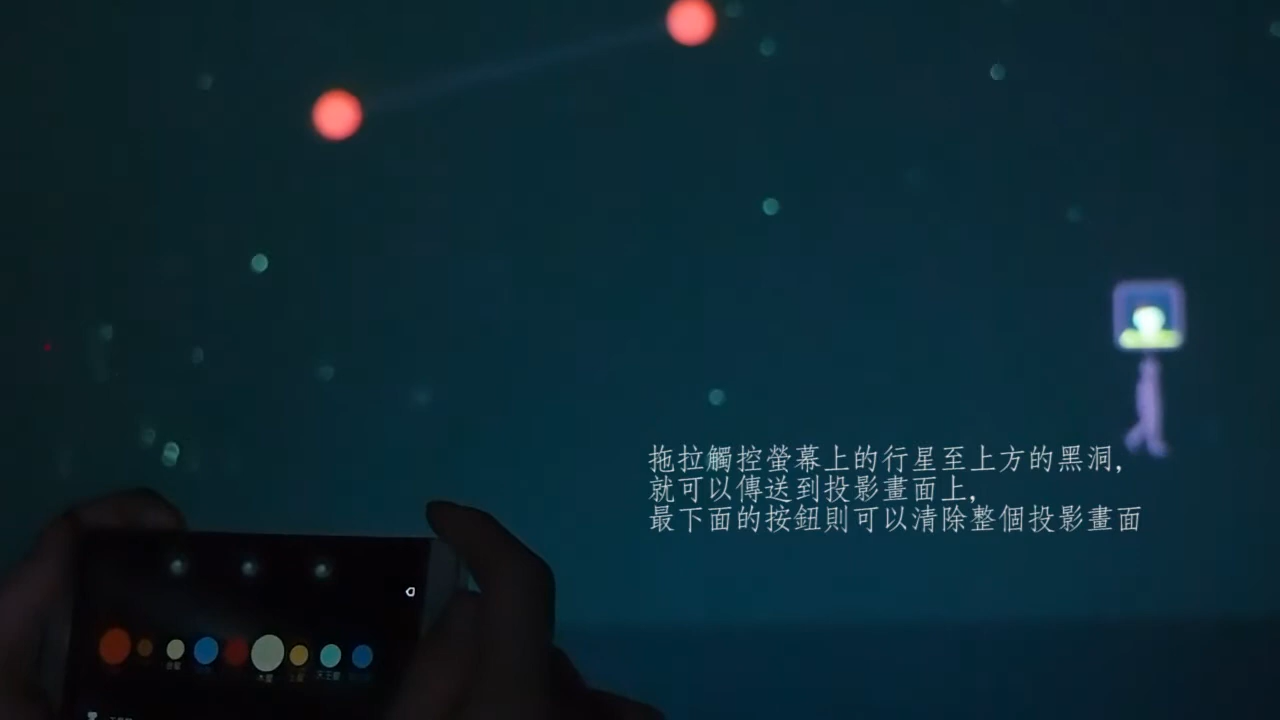 拖拉觸控螢幕上的行星至上方的黑洞,
就可以傳送到投影畫面上,
最下面的按鈕則可以清除整個投影畫面